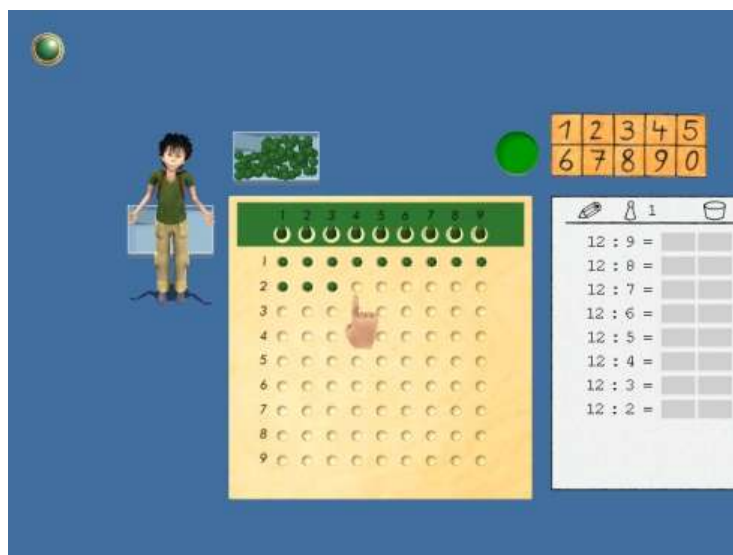 1 2 3 4 5
6 7 8 9 0
1 2 3 4 5 6 7 8 9
1
2
3
4
5
6
7
8
9
1
12 : 9 =
12 : 8 =
12 : 7 =
12 : 6 =
12 : 5 =
12 : 4 =
12 : 3 =
12 : 2 =